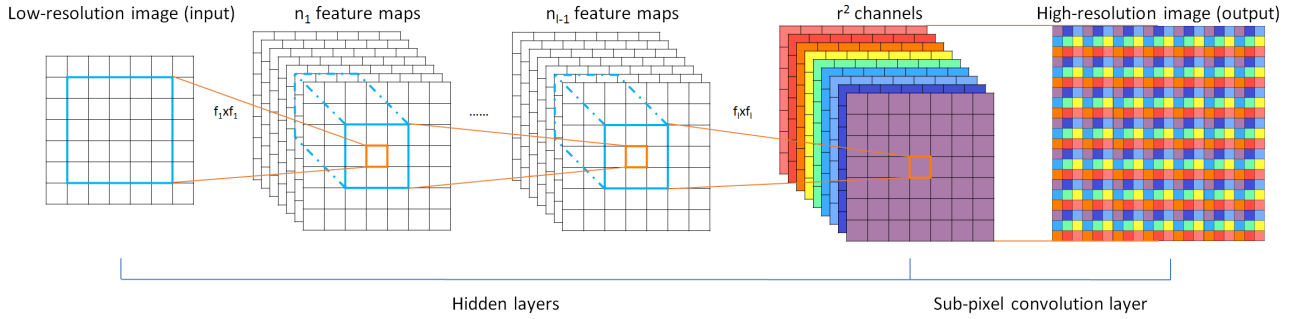 Low-resolution image (input)
n₁ feature maps
nₗ₋₁ feature maps
r² channels
High-resolution image (output)
f₁xf₁
......
fₗxfₗ
Hidden layers
Sub-pixel convolution layer